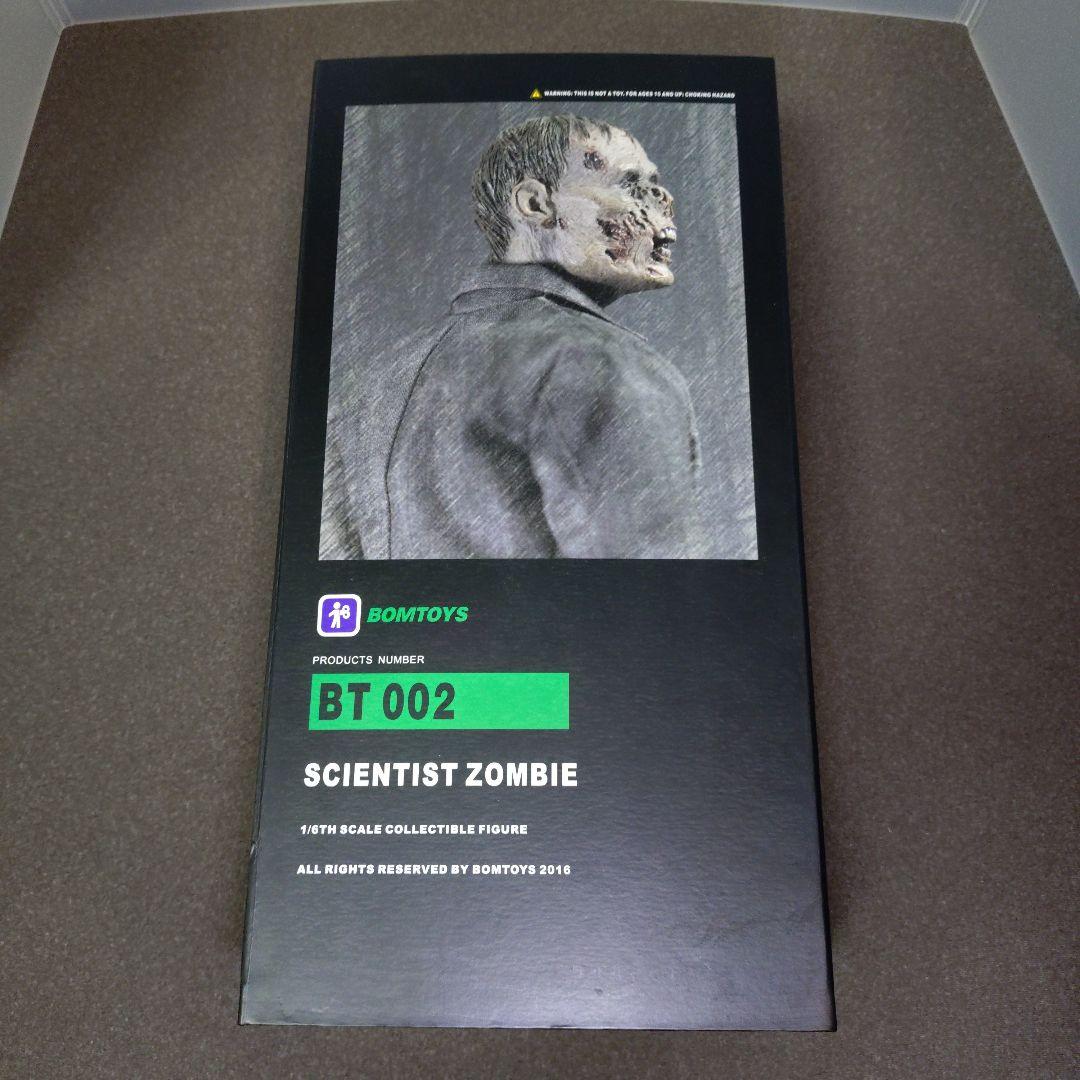 WARNING: THIS IS NOT A TOY. FOR AGES 15 AND UP: CHOKING HAZARD
BOMTOYS
PRODUCTS NUMBER
BT 002
SCIENTIST ZOMBIE
1/6TH SCALE COLLECTIBLE FIGURE
ALL RIGHTS RESERVED BY BOMTOYS 2016